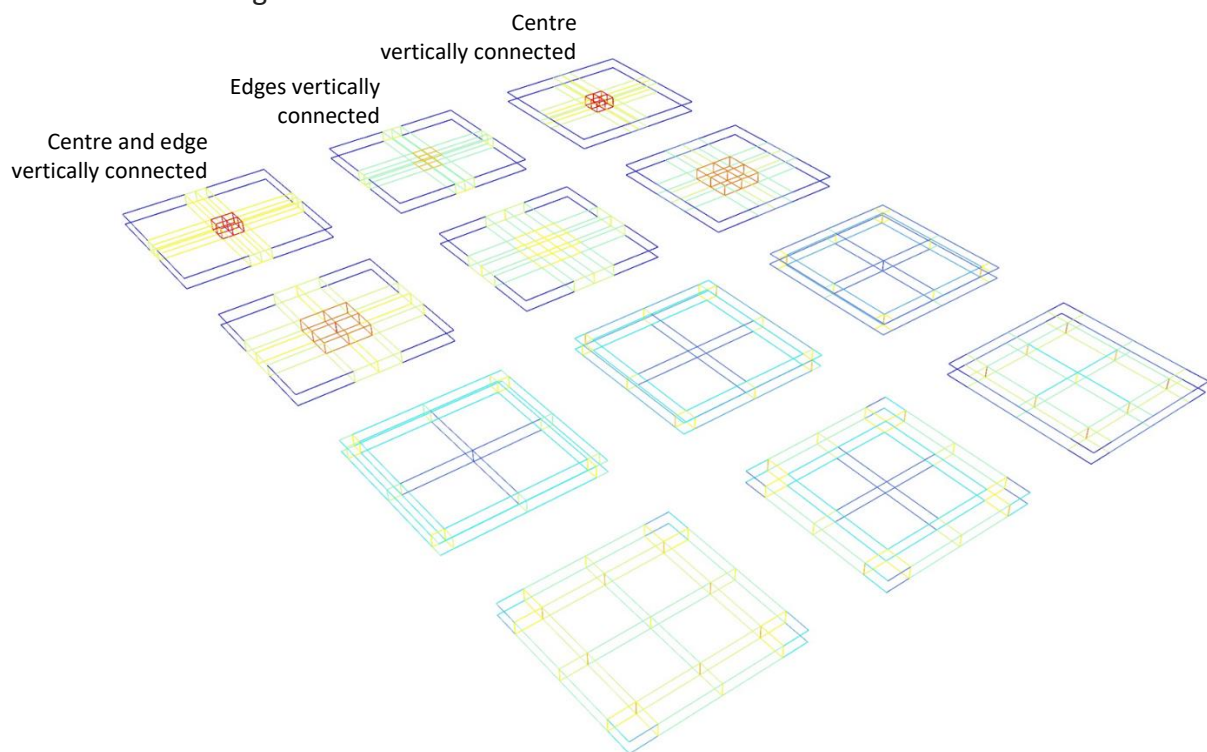 Centre
vertically connected
Edges vertically
connected
Centre and edge
vertically connected